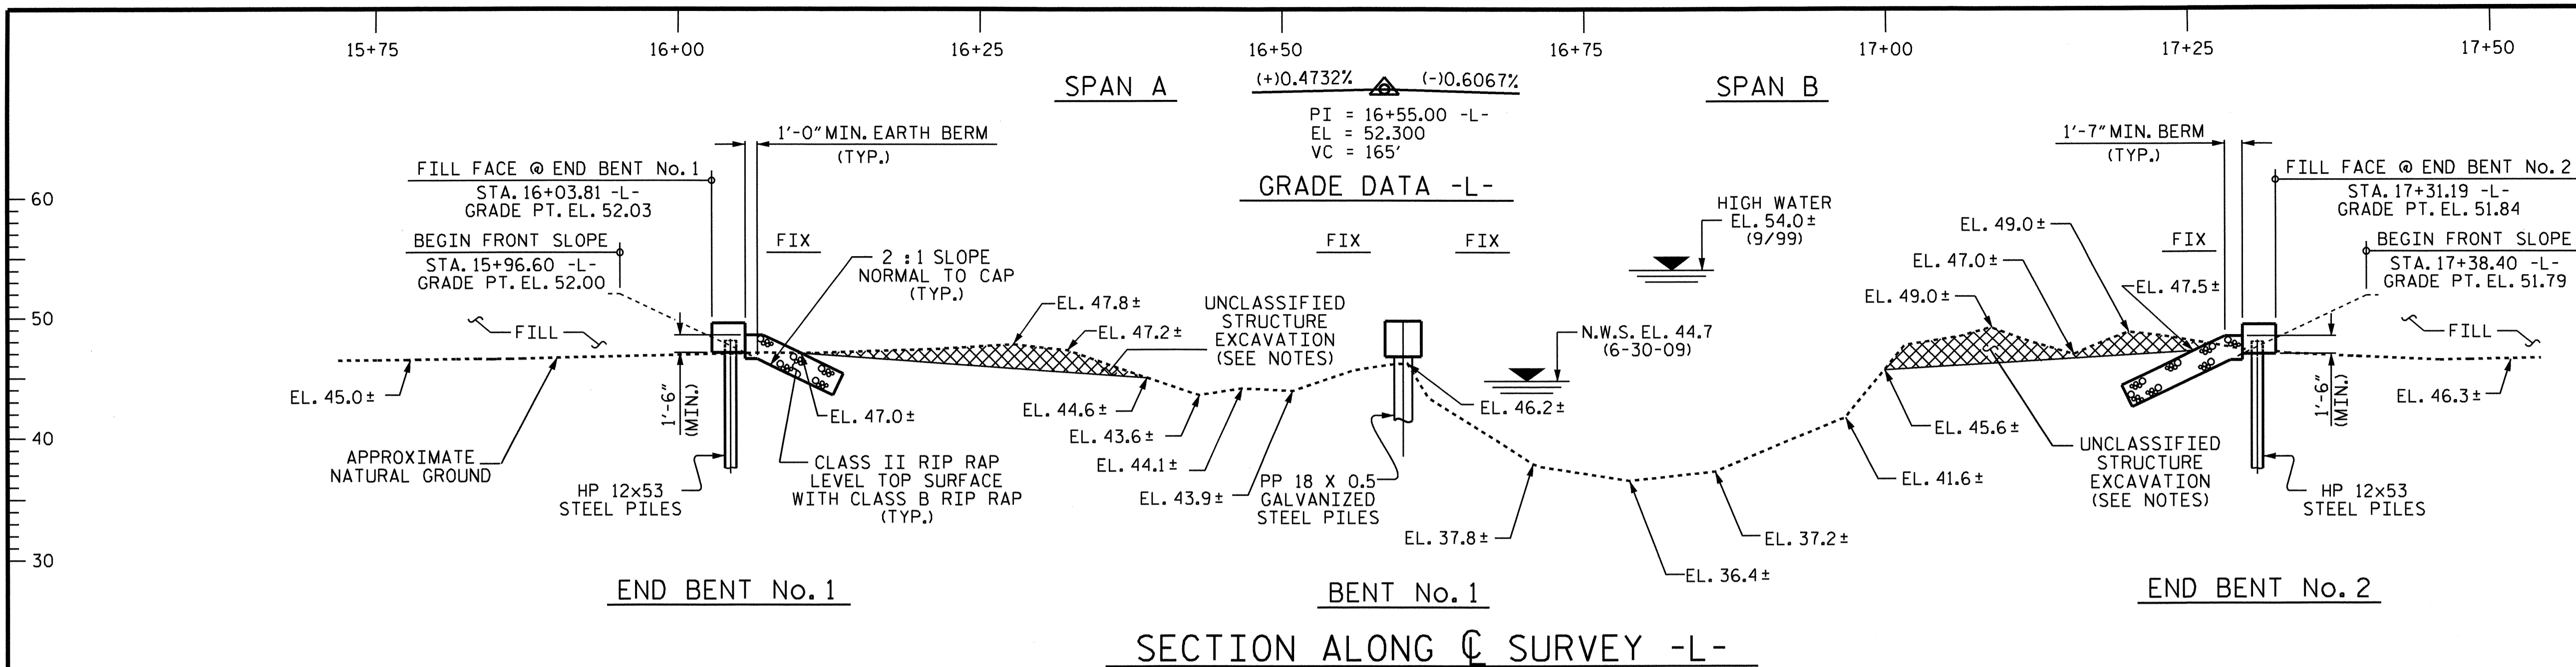 15+75
16+00
16+25
16+50
16+75
17+00
17+25
17+50
SPAN A
(+)0.4732%
(-)0.6067%
SPAN B
PI = 16+55.00 -L-
EL = 52.300
VC = 165'
GRADE DATA -L-
1'-0" MIN. EARTH BERM
(TYP.)
1'-7" MIN. BERM
(TYP.)
FILL FACE @ END BENT No. 1
STA. 16+03.81 -L-
GRADE PT. EL. 52.03
BEGIN FRONT SLOPE
STA. 15+96.60 -L-
GRADE PT. EL. 52.00
FIX
2 : 1 SLOPE
NORMAL TO CAP
(TYP.)
FIX
FIX
HIGH WATER
EL. 54.0±
(9/99)
FIX
FILL FACE @ END BENT No. 2
STA. 17+31.19 -L-
GRADE PT. EL. 51.84
BEGIN FRONT SLOPE
STA. 17+38.40 -L-
GRADE PT. EL. 51.79
60
50
40
30
FILL
EL. 47.8±
EL. 47.2±
UNCLASSIFIED
STRUCTURE
EXCAVATION
(SEE NOTES)
N.W.S. EL. 44.7
(6-30-09)
EL. 49.0±
EL. 47.0±
EL. 49.0±
EL. 47.5±
FILL
EL. 45.0±
1'-6"
(MIN.)
EL. 47.0±
EL. 44.6±
EL. 43.6±
EL. 44.1±
EL. 43.9±
EL. 46.2±
EL. 45.6±
EL. 41.6±
1'-6"
(MIN.)
EL. 46.3±
APPROXIMATE
NATURAL GROUND
HP 12x53
STEEL PILES
CLASS II RIP RAP
LEVEL TOP SURFACE
WITH CLASS B RIP RAP
(TYP.)
PP 18 X 0.5
GALVANIZED
STEEL PILES
EL. 37.8±
EL. 36.4±
EL. 37.2±
UNCLASSIFIED
STRUCTURE
EXCAVATION
(SEE NOTES)
HP 12x53
STEEL PILES
END BENT No. 1
BENT No. 1
END BENT No. 2
SECTION ALONG ℄ SURVEY -L-